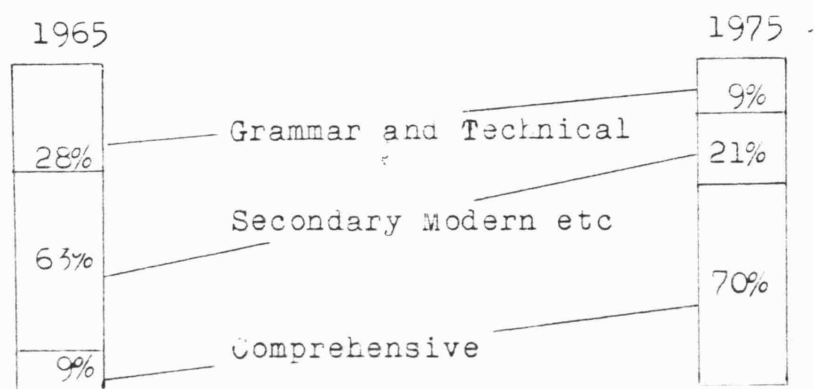 1965 1975
9%
Grammar and Technical
28% 21%
Secondary Modern etc
63%
70%
Comprehensive
9%